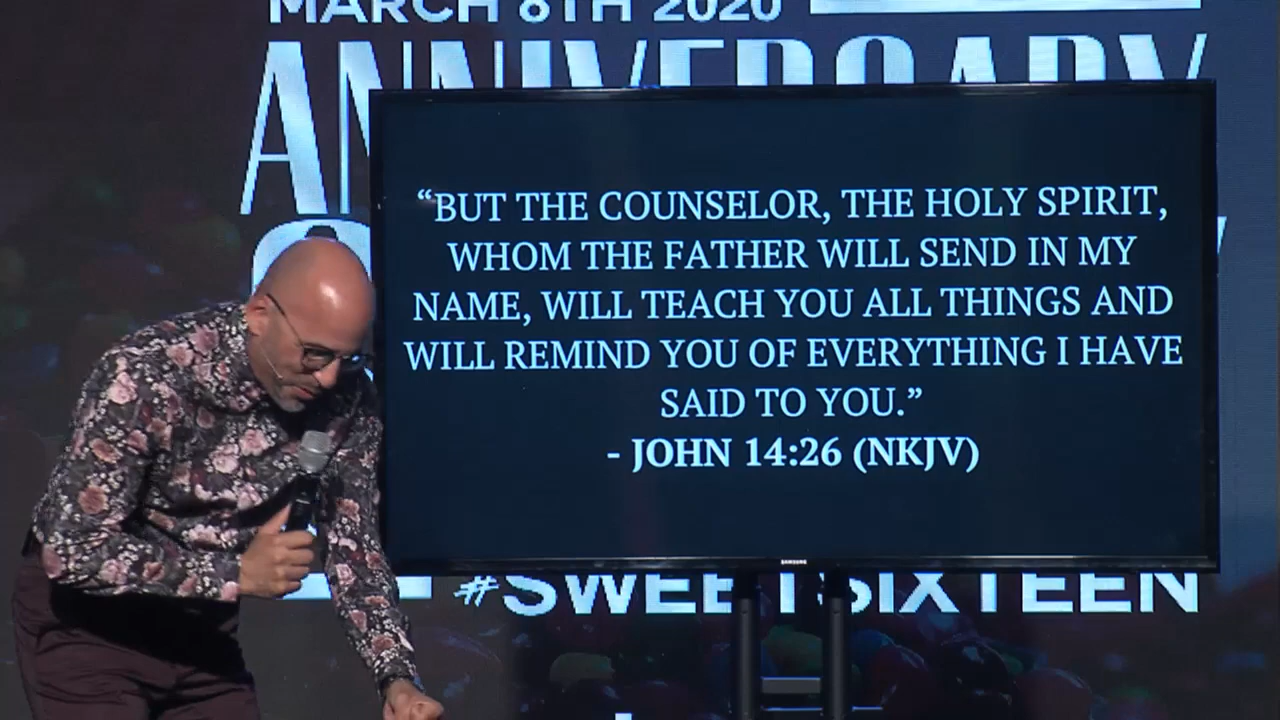 MARCH 8TH 2020
ANNIVERSARY
“BUT THE COUNSELOR, THE HOLY SPIRIT,
WHOM THE FATHER WILL SEND IN MY
NAME, WILL TEACH YOU ALL THINGS AND
WILL REMIND YOU OF EVERYTHING I HAVE
SAID TO YOU.”
- JOHN 14:26 (NKJV)
SAMSUNG
#SWEETSIXTEEN